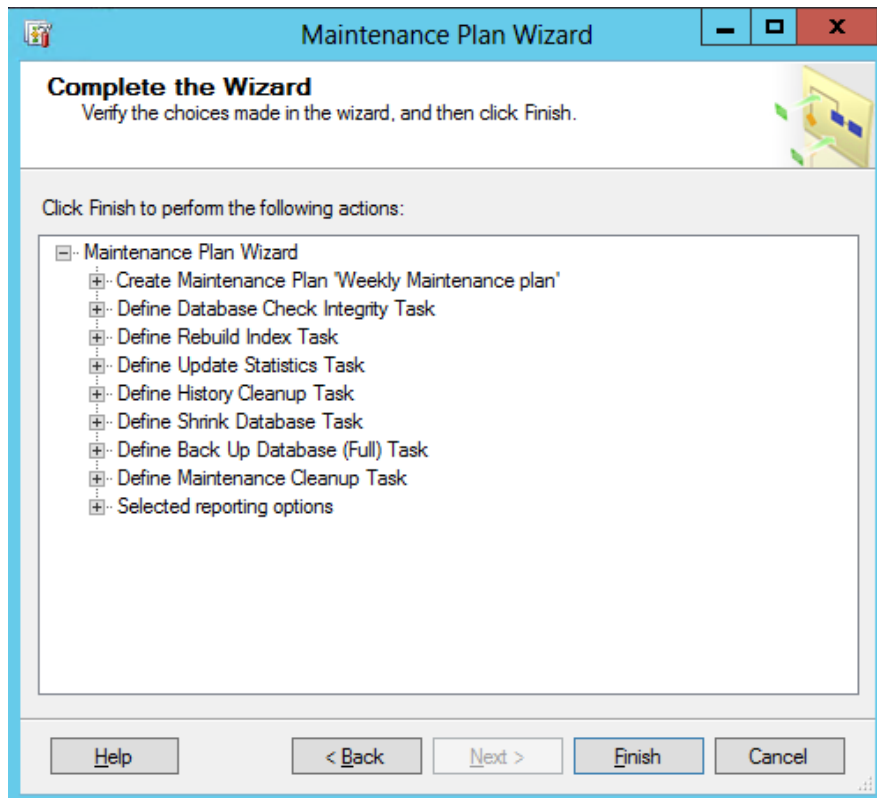 Maintenance Plan Wizard
Complete the Wizard
Verify the choices made in the wizard, and then click Finish.
Click Finish to perform the following actions:
Maintenance Plan Wizard
Create Maintenance Plan 'Weekly Maintenance plan'
Define Database Check Integrity Task
Define Rebuild Index Task
Define Update Statistics Task
Define History Cleanup Task
Define Shrink Database Task
Define Back Up Database (Full) Task
Define Maintenance Cleanup Task
Selected reporting options
Help
< Back
Next >
Finish
Cancel